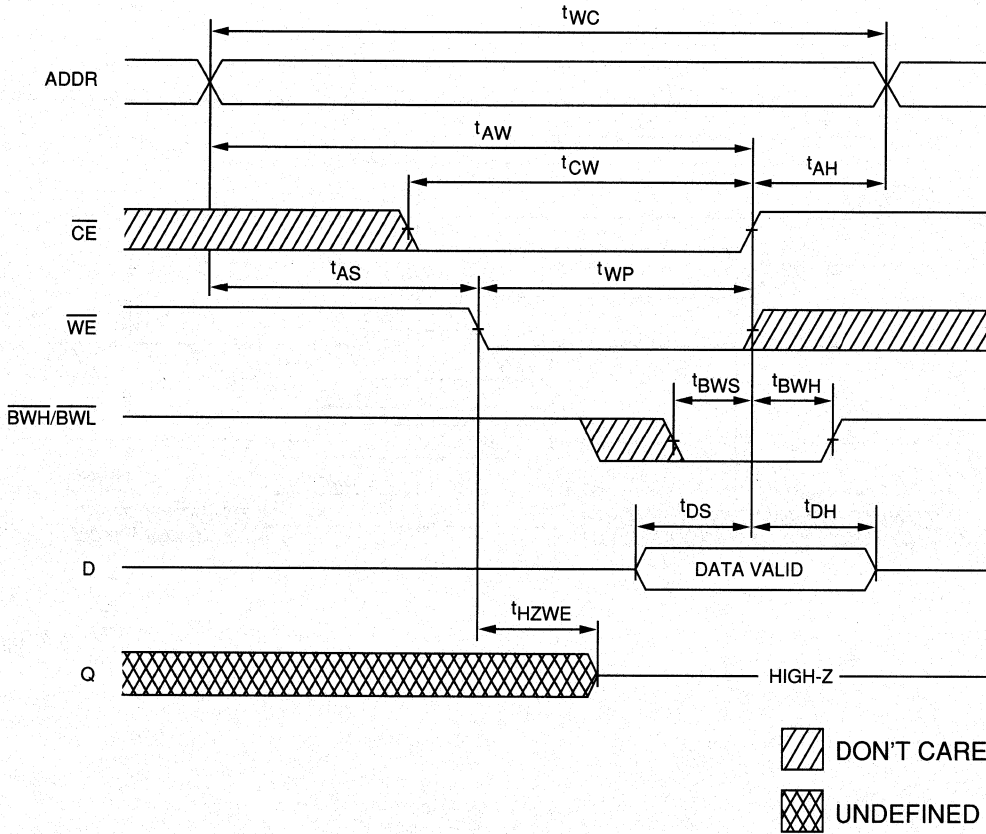 tWC
ADDR
tAW
tCW
tAH
CE
tAS
tWP
WE
tBWS
tBWH
BWH/BWL
tDS
tDH
D
DATA VALID
tHZWE
Q
HIGH-Z
DON'T CARE
UNDEFINED